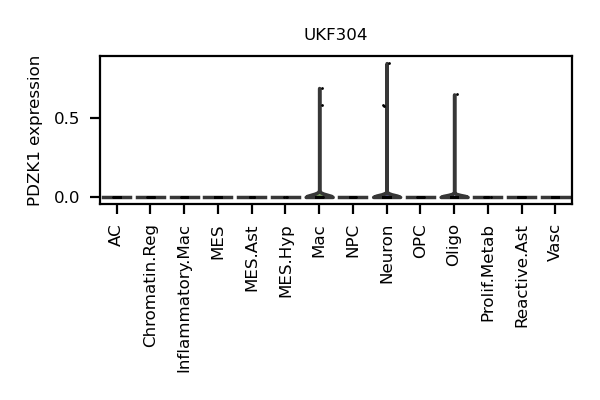 UKF304
PDZK1 expression
0.5
0.0
AC
Chromatin.Reg
Inflammatory.Mac
MES
MES.Ast
MES.Hyp
Mac
NPC
Neuron
OPC
Oligo
Prolif.Metab
Reactive.Ast
Vasc